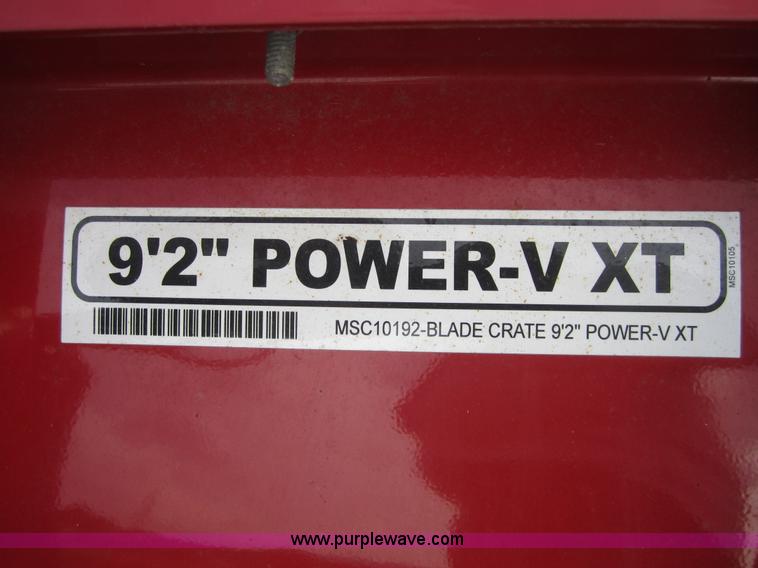 9'2" POWER-V XT
MSC10105
MSC10192-BLADE CRATE 9'2" POWER-V XT
www.purplewave.com